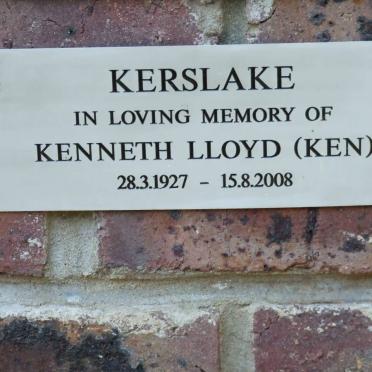 KERSLAKE
IN LOVING MEMORY OF
KENNETH LLOYD (KEN)
28.3.1927 – 15.8.2008